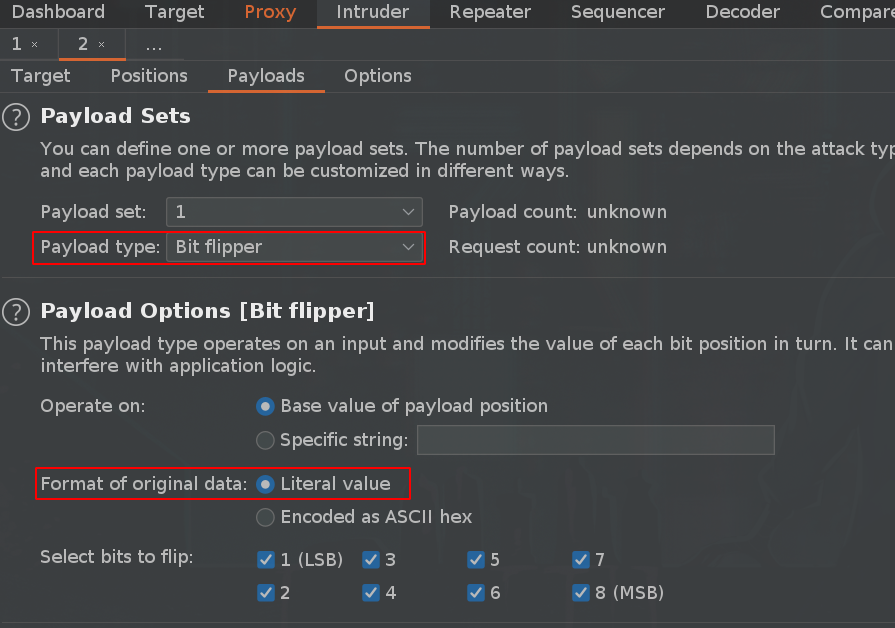 Dashboard Target Proxy Intruder Repeater Sequencer Decoder Compare
1 × 2 × ...
Target Positions Payloads Options
? Payload Sets
You can define one or more payload sets. The number of payload sets depends on the attack typ
and each payload type can be customized in different ways.
Payload set: 1 Payload count: unknown
Payload type: Bit flipper Request count: unknown
? Payload Options [Bit flipper]
This payload type operates on an input and modifies the value of each bit position in turn. It can
interfere with application logic.
Operate on: Base value of payload position
Specific string:
Format of original data: Literal value
Encoded as ASCII hex
Select bits to flip: 1 (LSB) 3 5 7
2 4 6 8 (MSB)